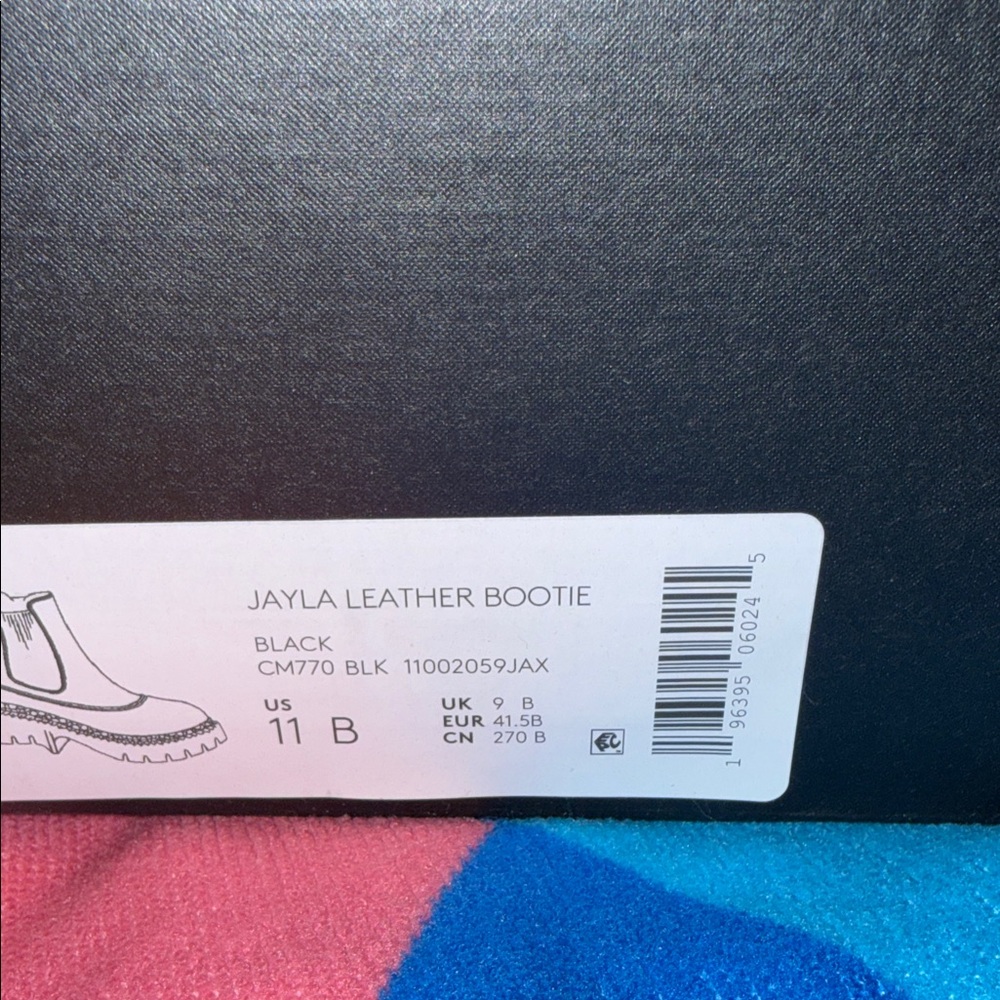 JAYLA LEATHER BOOTIE
BLACK
CM770 BLK 11002059JAX
US
11 B
UK 9 B
EUR 41.5B
CN 270 B
1 96395 06024 5